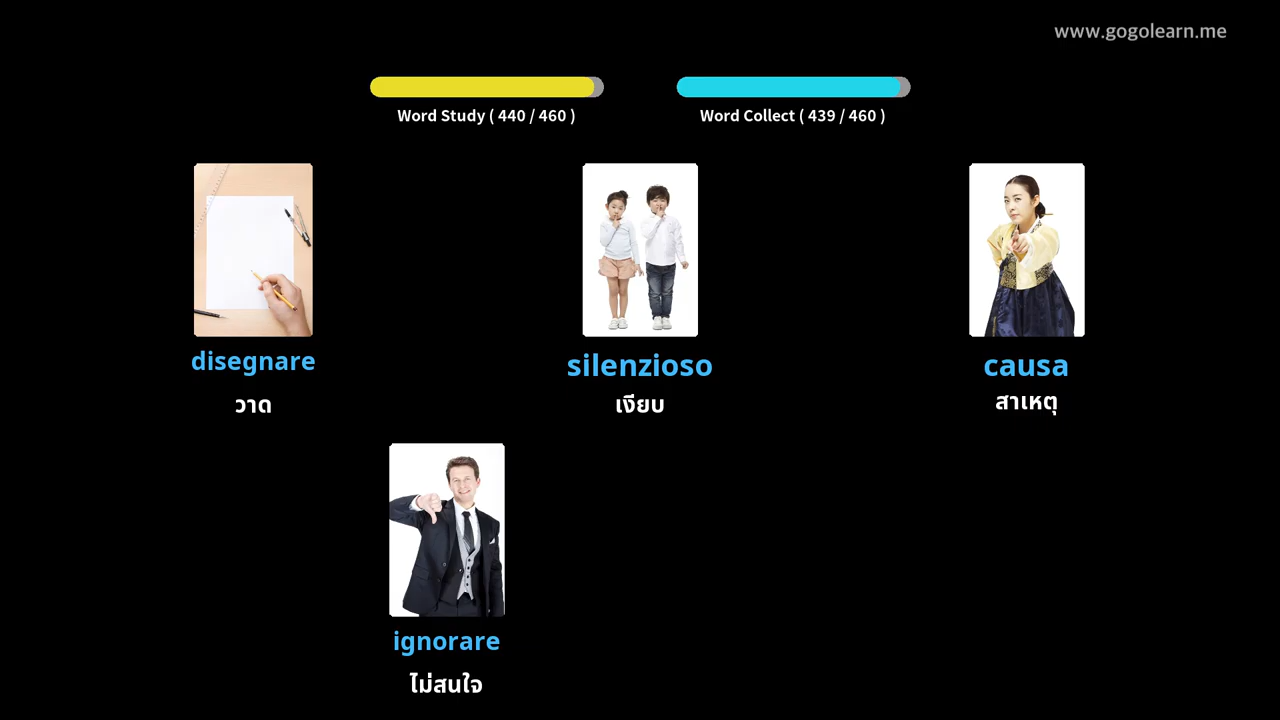 www.gogolearn.me
Word Study ( 440 / 460 )
Word Collect ( 439 / 460 )
disegnare
วาด
silenzioso
เงียบ
causa
สาเหตุ
ignorare
ไม่สนใจ